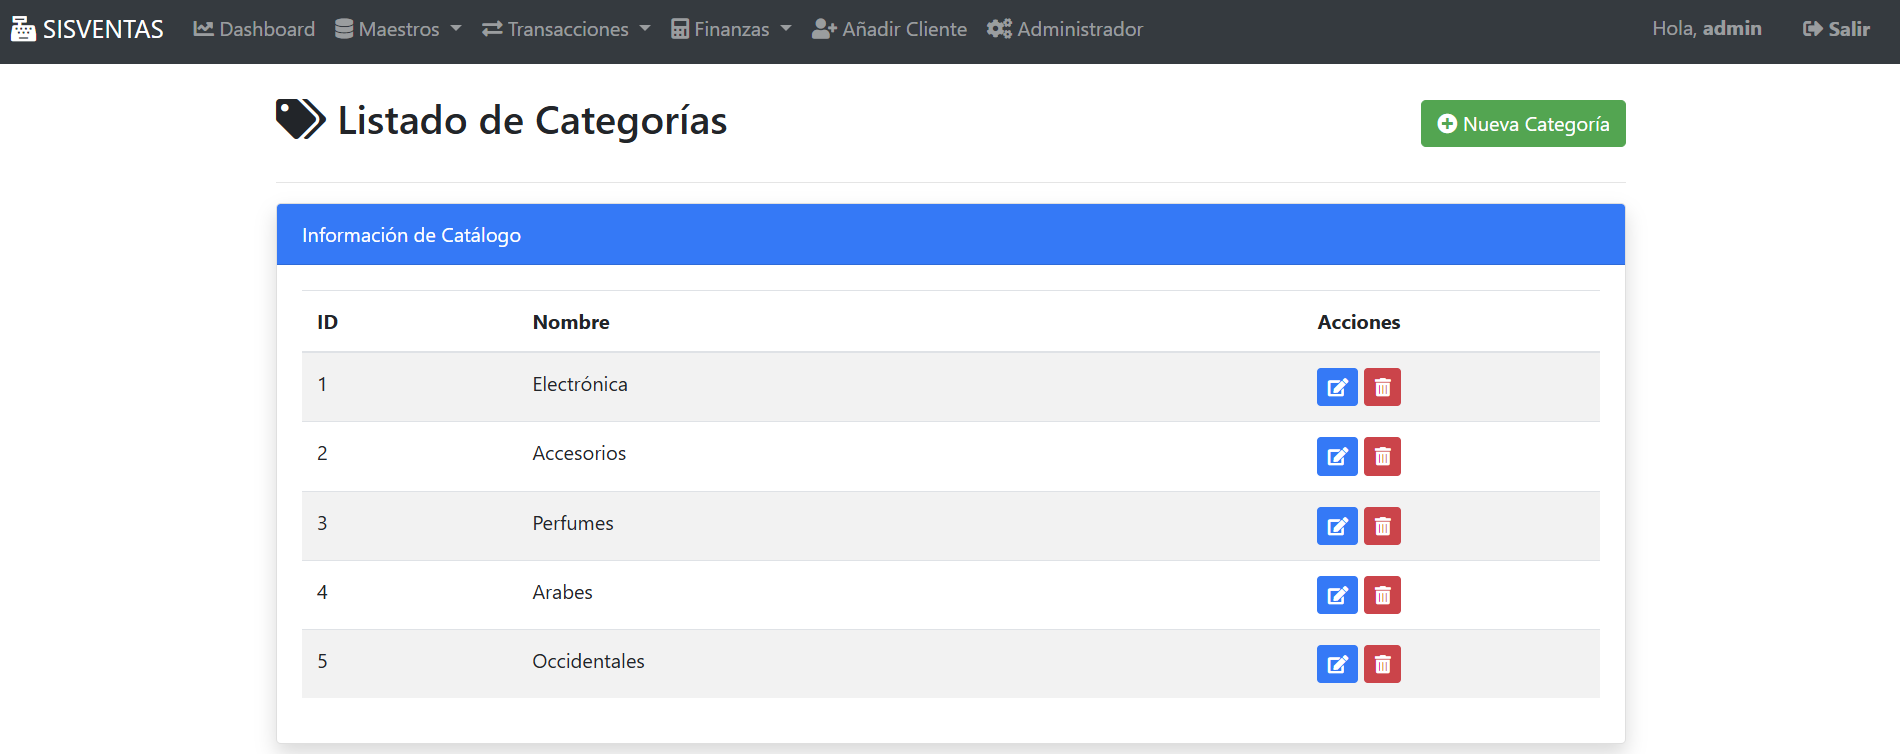 SISVENTAS Dashboard Maestros Transacciones Finanzas Añadir Cliente Administrador Hola, admin Salir
Listado de Categorías
Nueva Categoría
Información de Catálogo
ID Nombre Acciones
1 Electrónica
2 Accesorios
3 Perfumes
4 Arabes
5 Occidentales